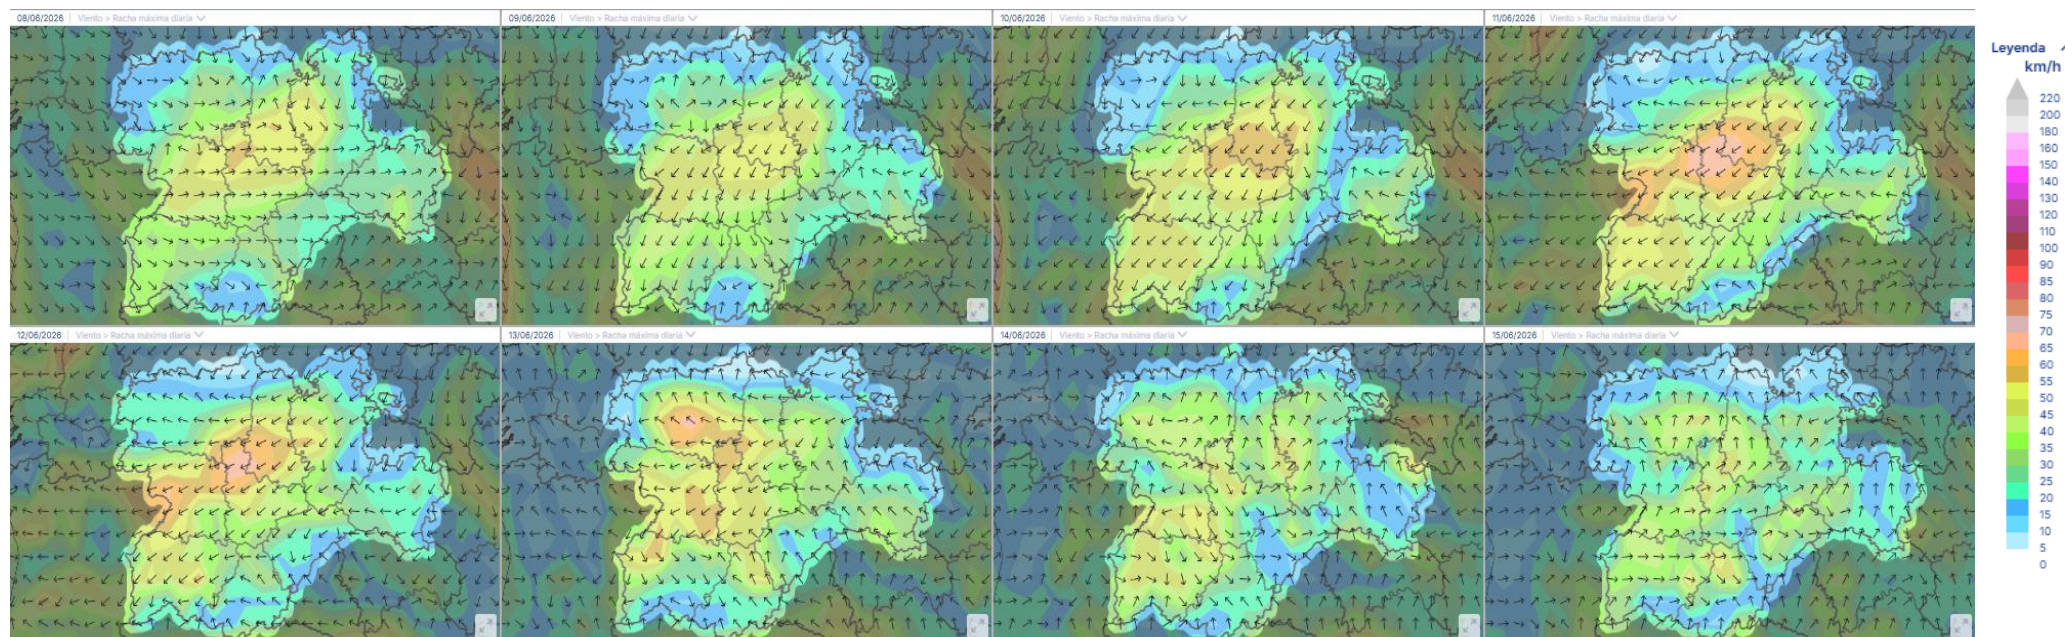 08/06/2026 Viento > Racha máxima diaria
09/06/2026 Viento > Racha máxima diaria
10/06/2026 Viento > Racha máxima diaria
11/06/2026 Viento > Racha máxima diaria
Leyenda
km/h
220
200
180
160
150
140
130
120
110
100
90
85
80
75
70
65
60
55
50
45
40
35
30
25
20
15
10
5
0
12/06/2026 Viento > Racha máxima diaria
13/06/2026 Viento > Racha máxima diaria
14/06/2026 Viento > Racha máxima diaria
15/06/2026 Viento > Racha máxima diaria